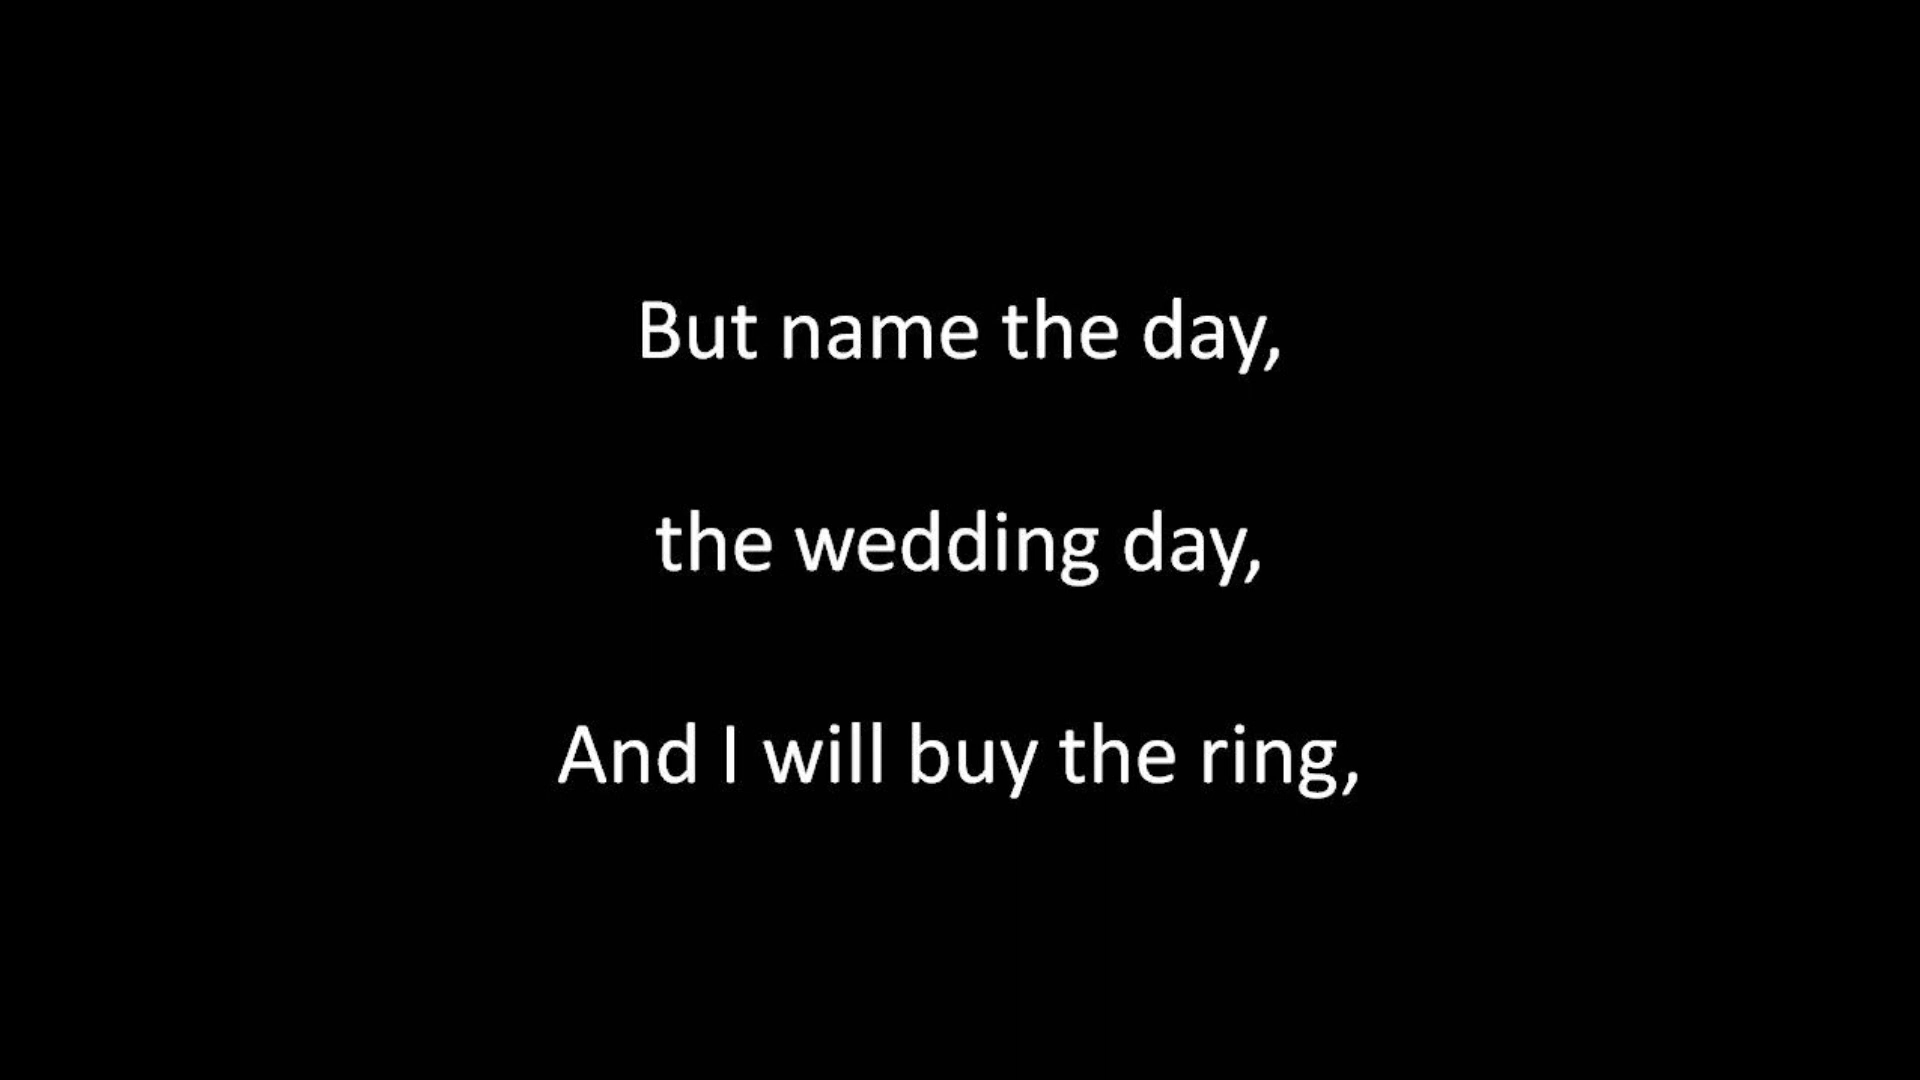 But name the day,
the wedding day,
And I will buy the ring,